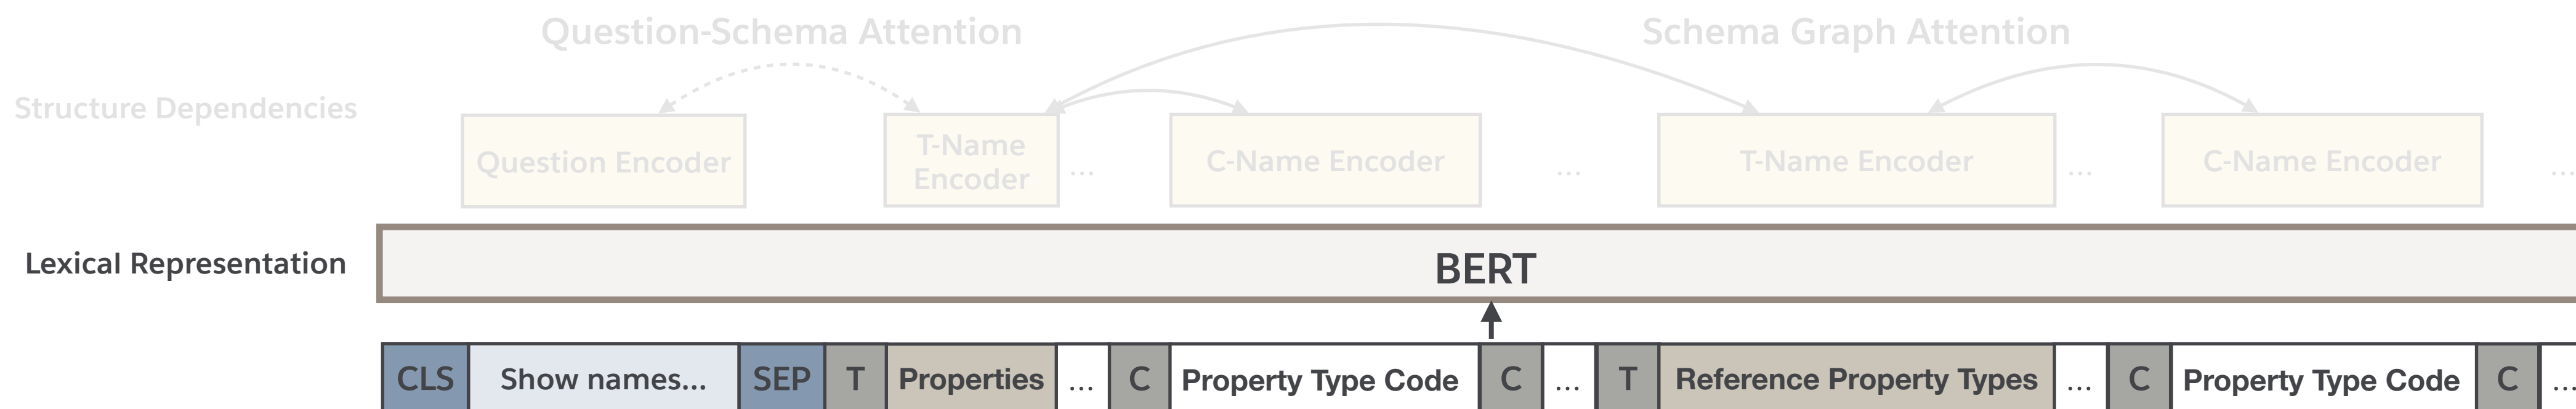 Question-Schema Attention
Schema Graph Attention
Structure Dependencies
Question Encoder
T-Name
Encoder
...
C-Name Encoder
...
T-Name Encoder
...
C-Name Encoder
...
Lexical Representation
BERT
CLS Show names... SEP T Properties ... C Property Type Code C ... T Reference Property Types ... C Property Type Code C ...